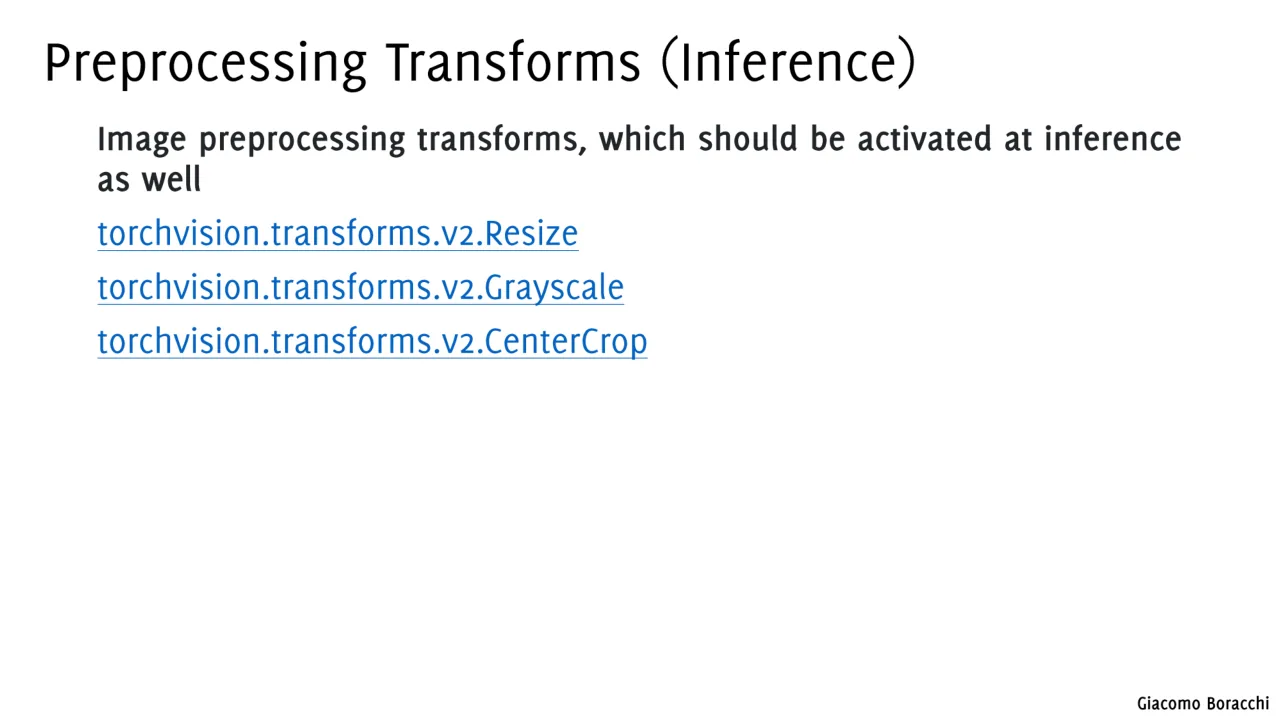 Preprocessing Transforms (Inference)
Image preprocessing transforms, which should be activated at inference
as well
torchvision.transforms.v2.Resize
torchvision.transforms.v2.Grayscale
torchvision.transforms.v2.CenterCrop
Giacomo Boracchi